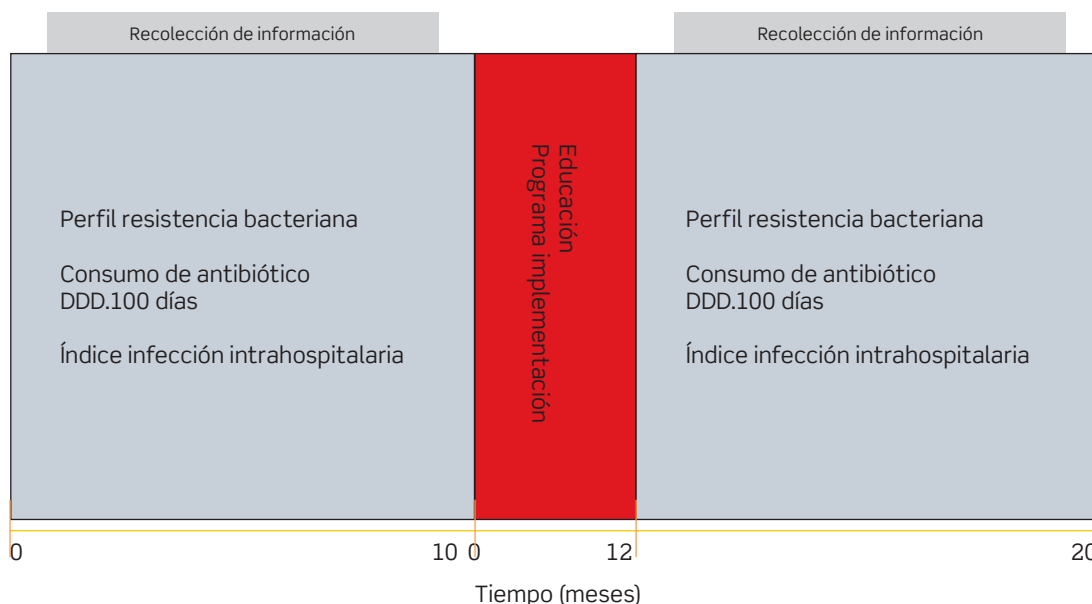 Recolección de información
Recolección de información
Perfil resistencia bacteriana
Consumo de antibiótico
DDD.100 días
Índice infección intrahospitalaria
Educación
Programa implementación
Perfil resistencia bacteriana
Consumo de antibiótico
DDD.100 días
Índice infección intrahospitalaria
0 10 0 12 20
Tiempo (meses)